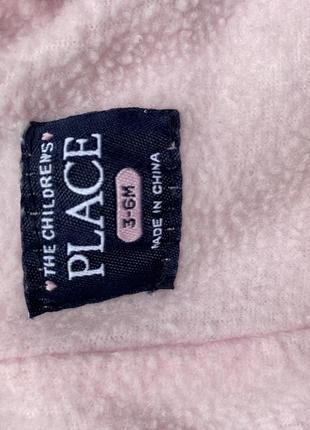 THE CHILDREN'S
PLACE
3-6M
MADE IN CHINA